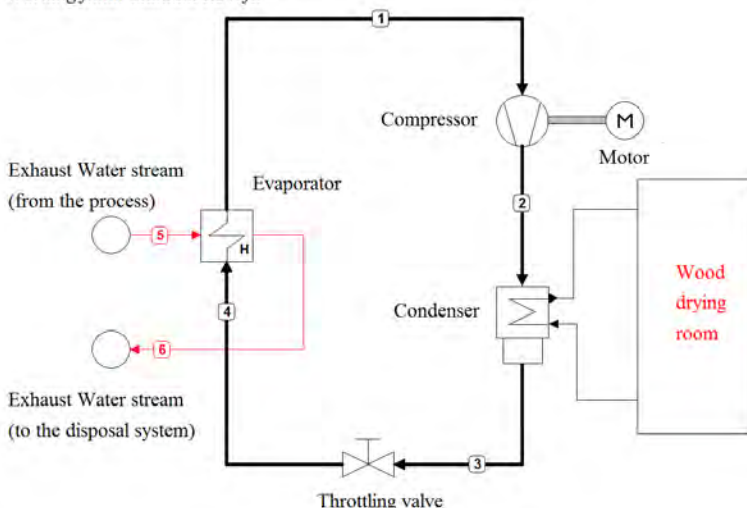 1
Compressor
M
Motor
Exhaust Water stream
(from the process)
Evaporator
5
H
2
Wood
drying
room
4
Condenser
6
Exhaust Water stream
(to the disposal system)
3
Throttling valve